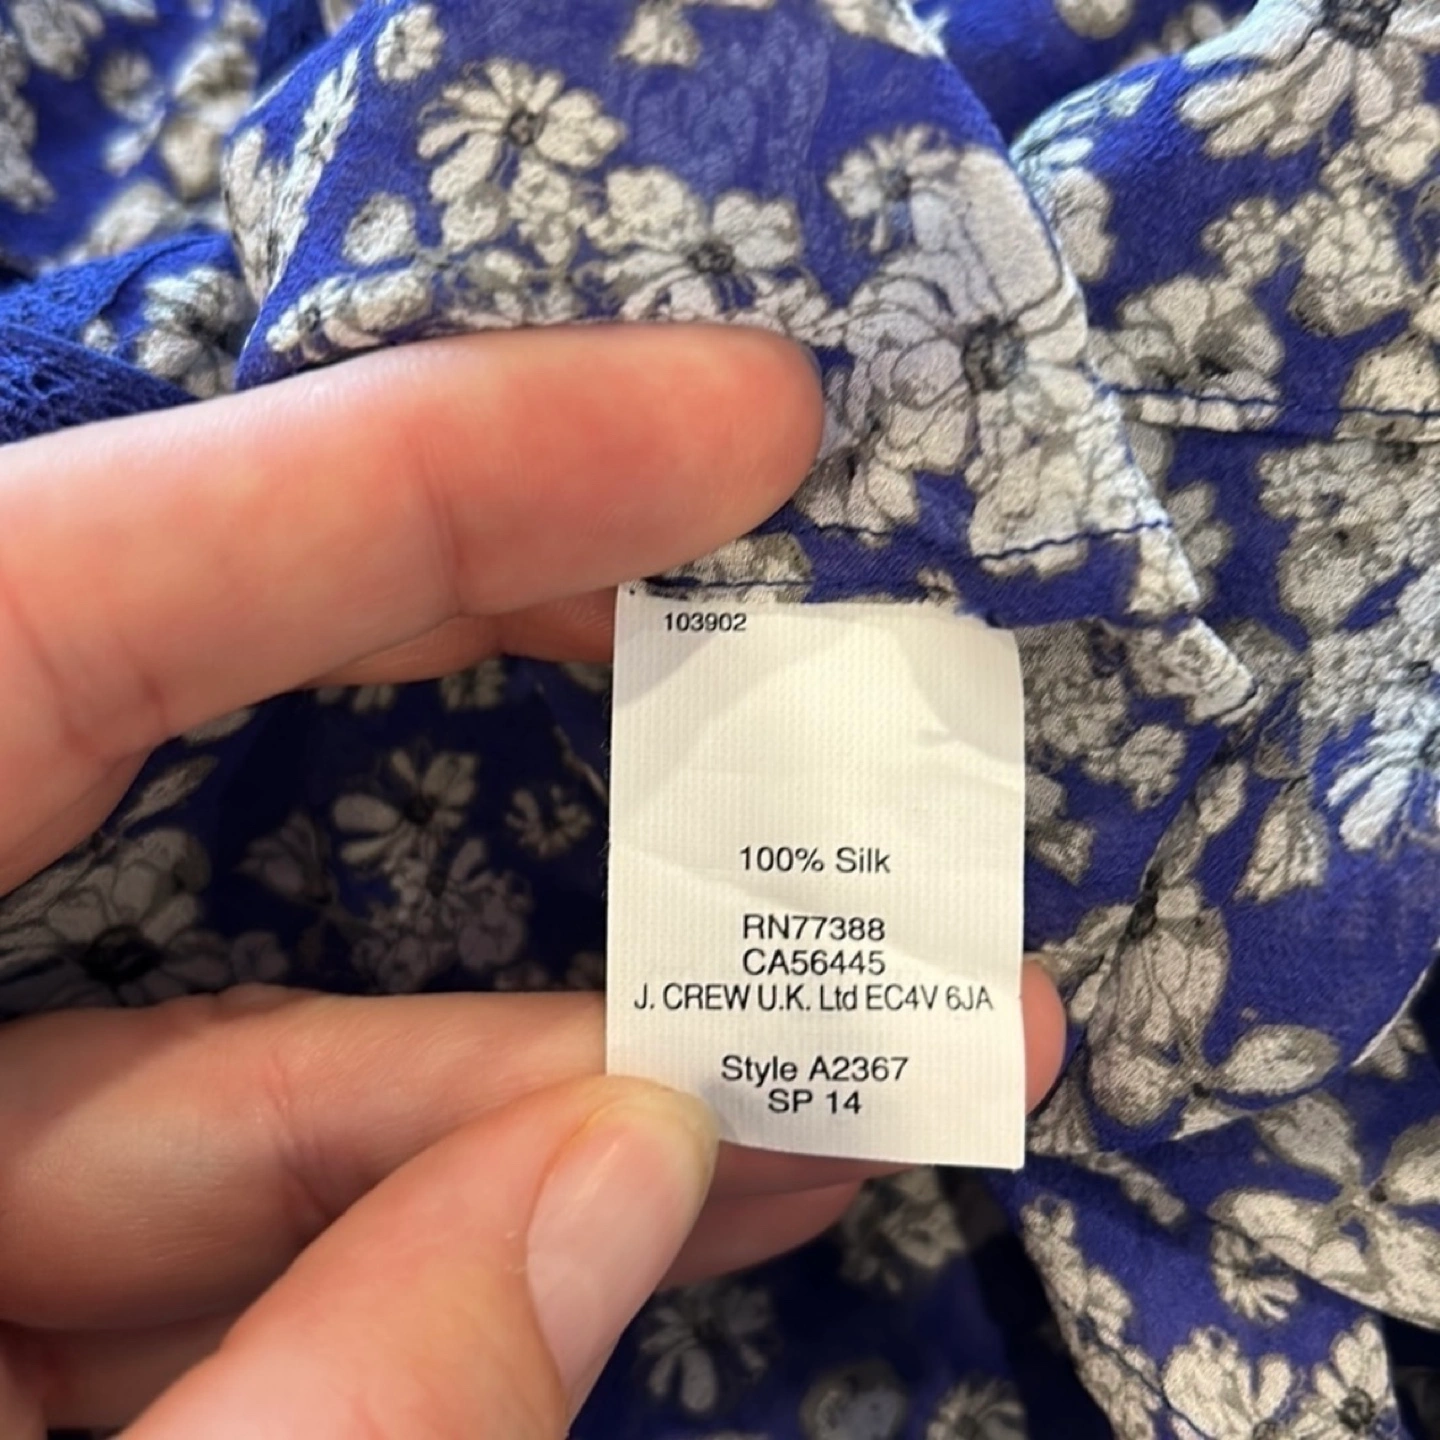 103902
100% Silk
RN77388
CA56445
J. CREW U.K. Ltd EC4V 6JA
Style A2367
SP 14